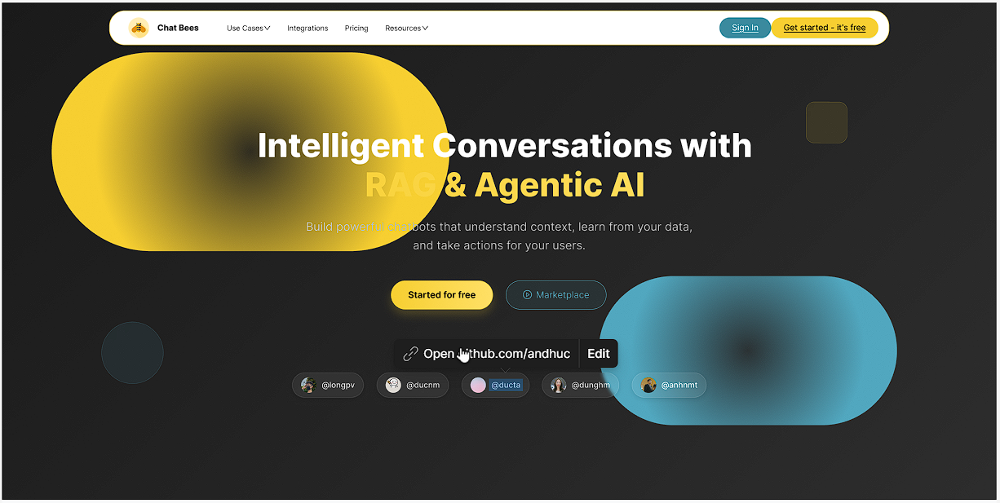 Chat Bees Use Cases Integrations Pricing Resources Sign In Get started - it's free
Intelligent Conversations with
RAG & Agentic AI
Build powerful chatbots that understand context, learn from your data,
and take actions for your users.
Started for free Marketplace
Open github.com/andhuc Edit
@longpv @ducnm @ducta @dunghm @anhnmt